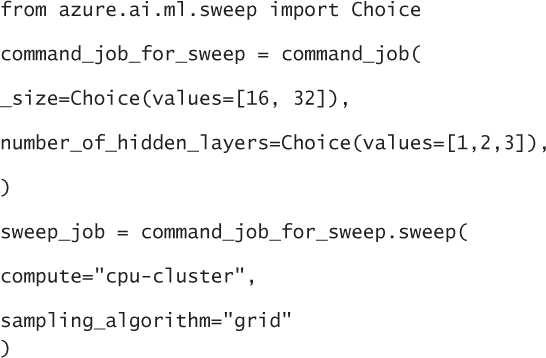 from azure.ai.ml.sweep import Choice
command_job_for_sweep = command_job(
_size=Choice(values=[16, 32]),
number_of_hidden_layers=Choice(values=[1,2,3]),
)
sweep_job = command_job_for_sweep.sweep(
compute="cpu-cluster",
sampling_algorithm="grid"
)